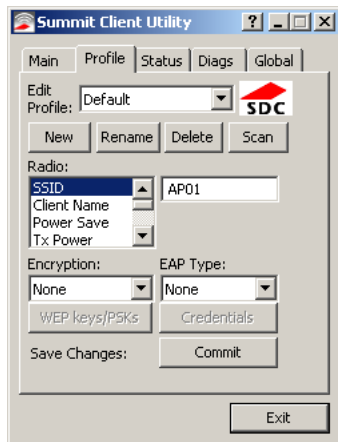 Summit Client Utility
Main Profile Status Diags Global
Edit Profile: Default
SDC
New Rename Delete Scan
Radio:
SSID AP01
Client Name
Power Save
Tx Power
Encryption: EAP Type:
None None
WEP keys/PSKs Credentials
Save Changes: Commit
Exit